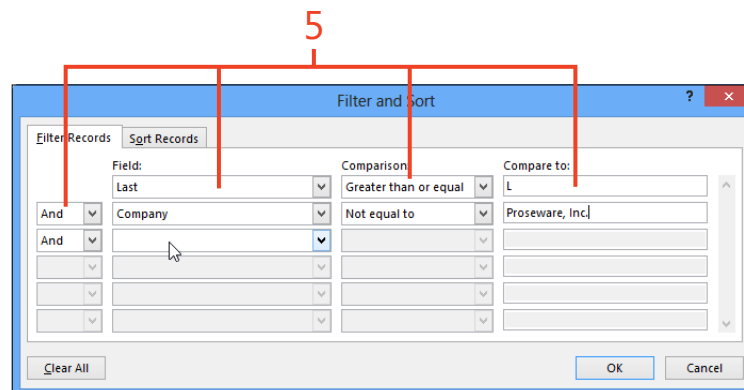 5
Filter and Sort
?
Filter Records Sort Records
Field: Comparison: Compare to:
Last Greater than or equal L
And Company Not equal to Proseware, Inc.
And
Clear All OK Cancel